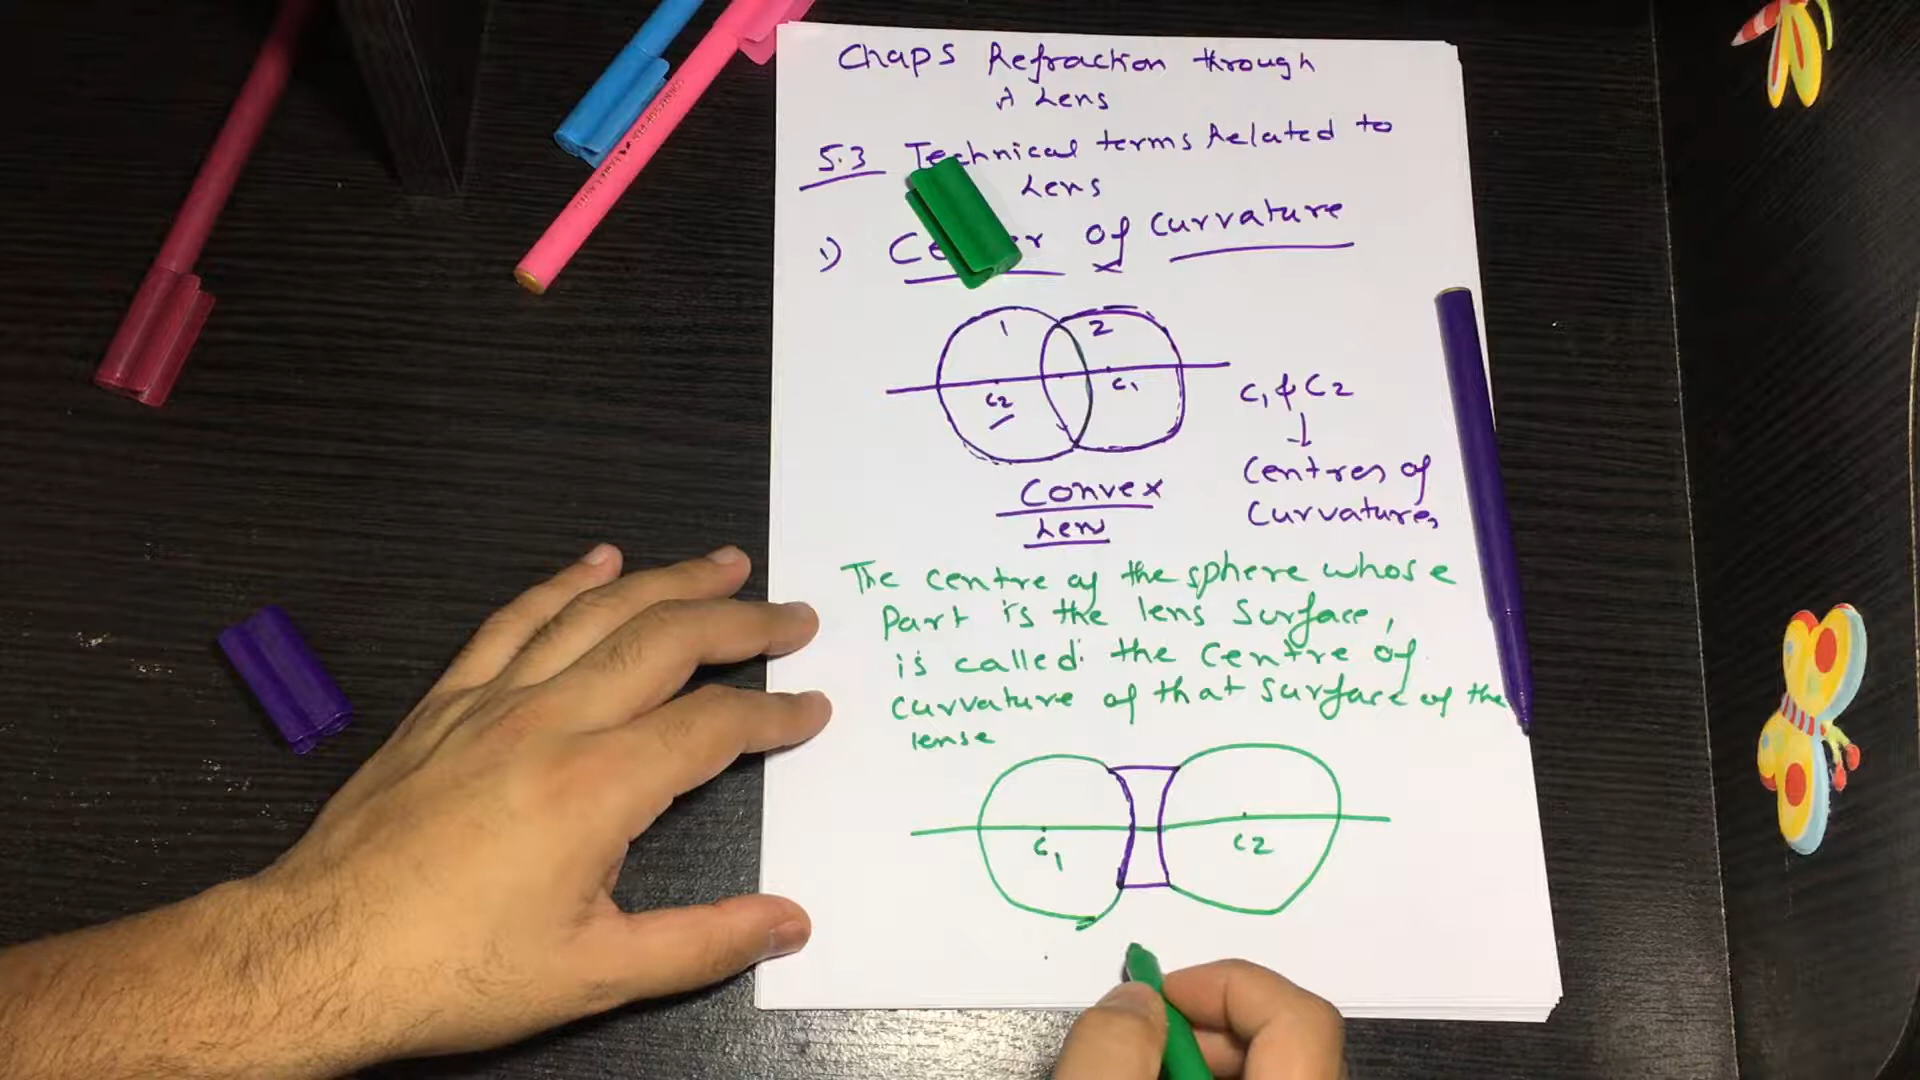 Chap5 Refraction through
A Lens
5.3 Technical terms Related to
Lens
1) of Curvature
1 2
C2 C1
C1 & C2
↓
Centres of
Curvatures
Convex
Lens
The centre of the sphere whose
Part is the lens surface,
is called the centre of
curvature of that surface of the
lense
C1 C2